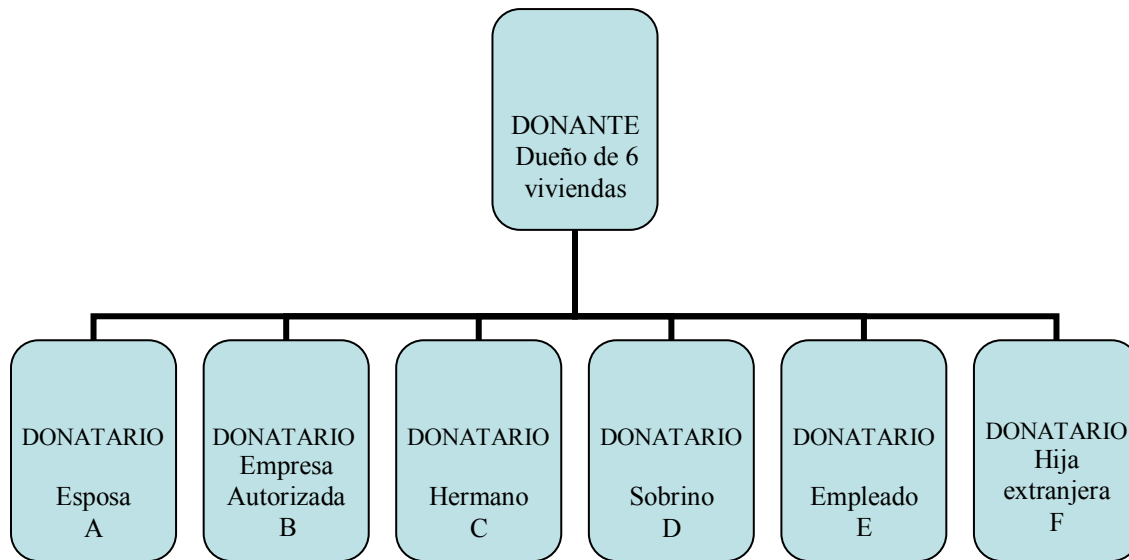 DONANTE
Dueño de 6
viviendas
DONATARIO
Esposa
A
DONATARIO
Empresa
Autorizada
B
DONATARIO
Hermano
C
DONATARIO
Sobrino
D
DONATARIO
Empleado
E
DONATARIO
Hija
extranjera
F